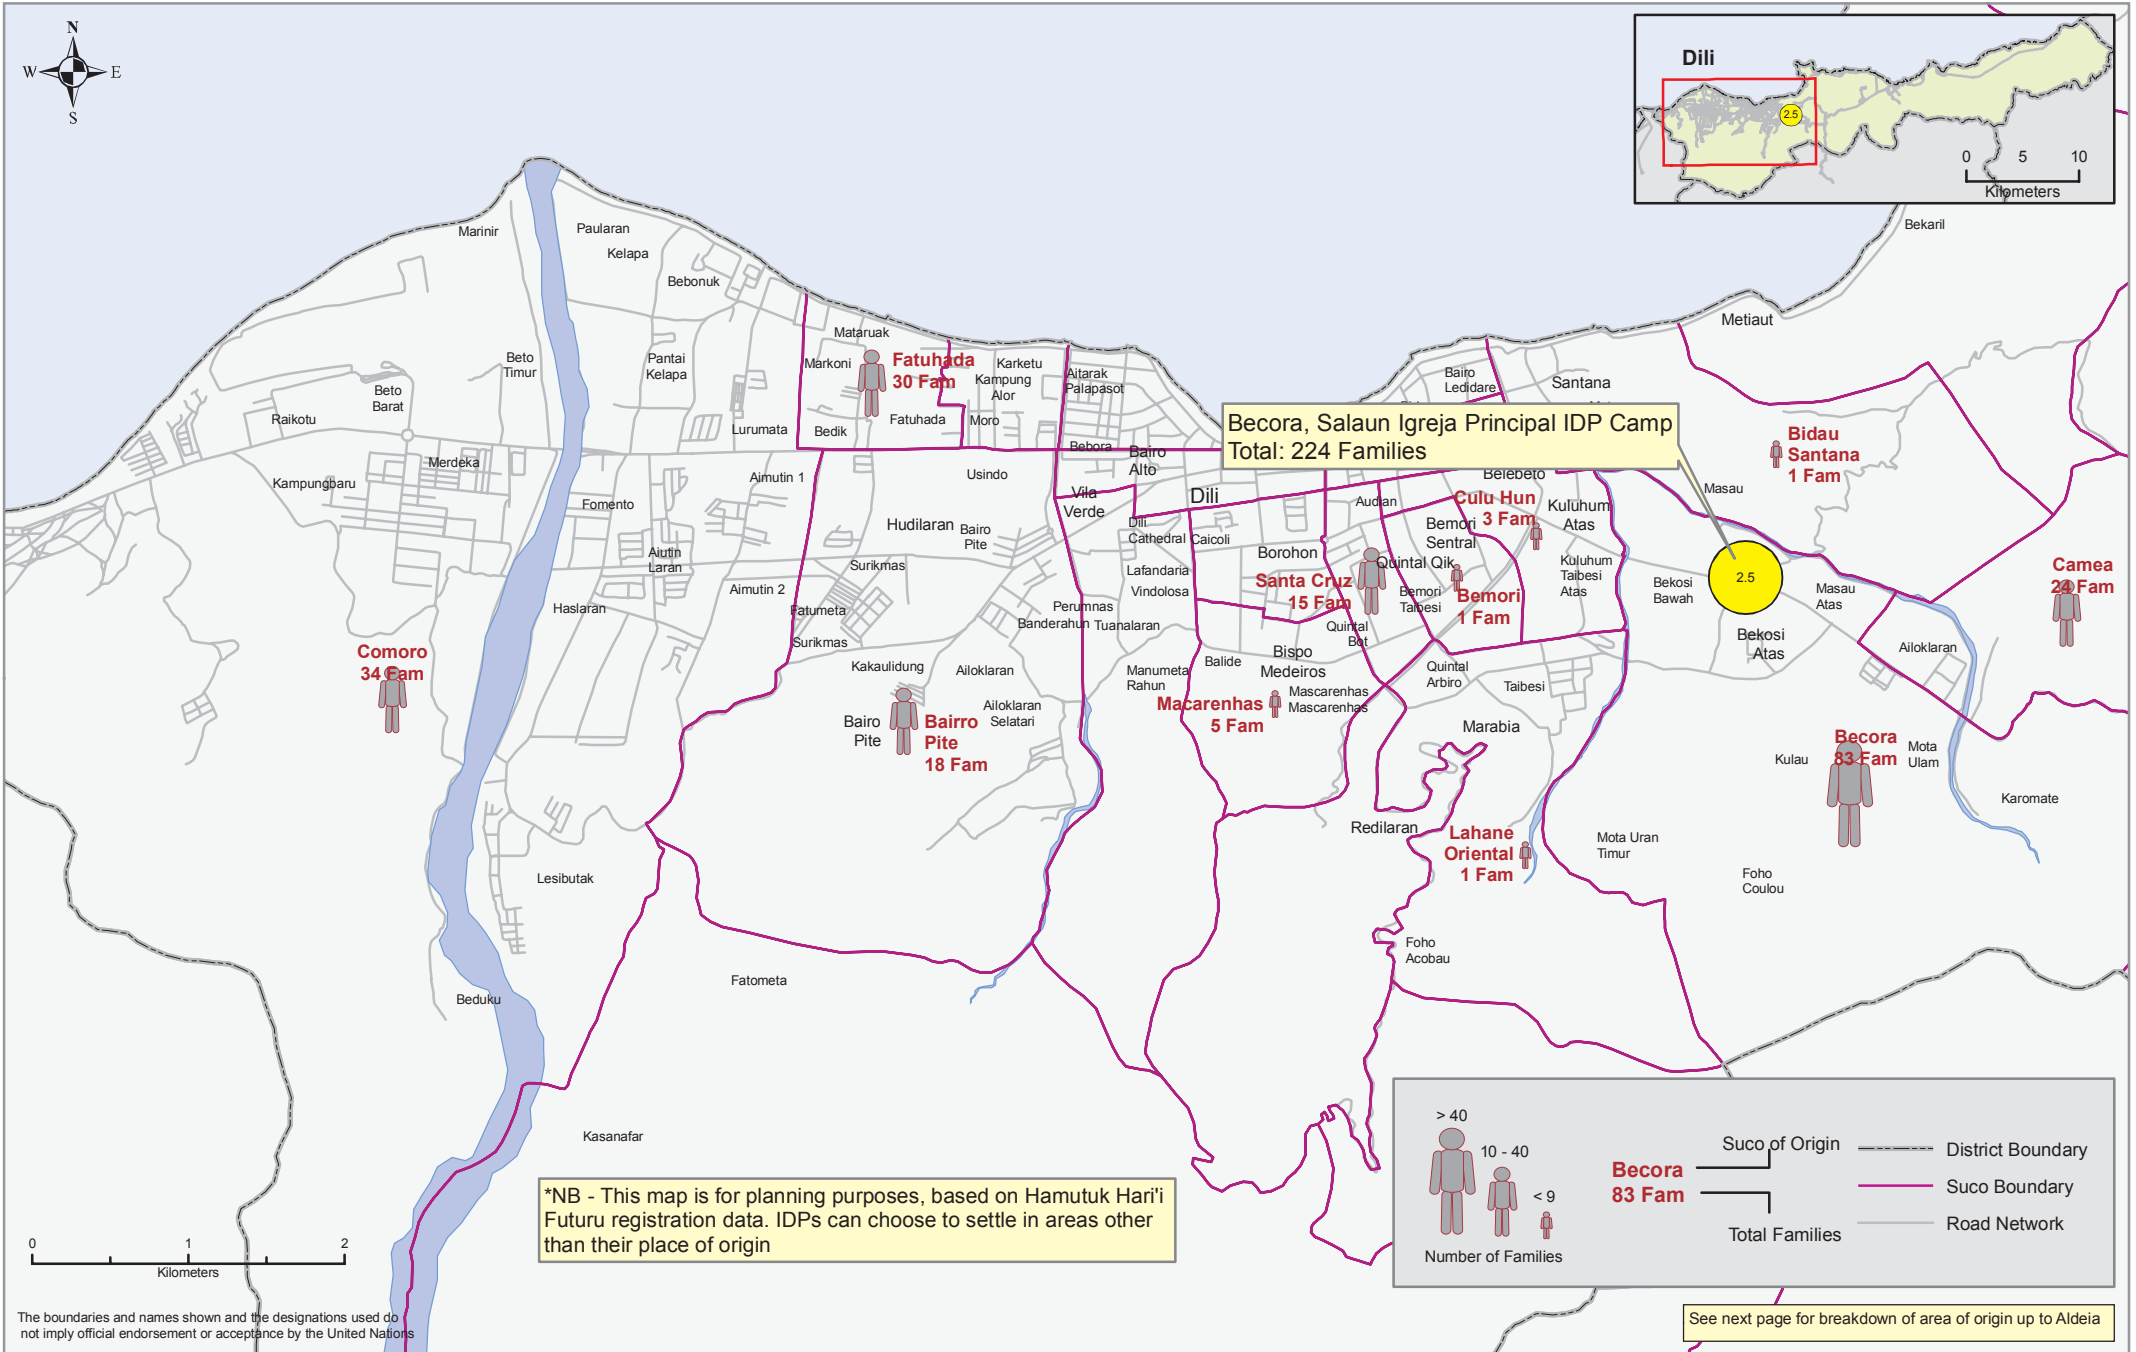 N
W
E
S
Dili
2.5
0 5 10
Kilometers
Bekaril
Marinir
Paularan
Kelapa
Bebonuk
Metiaut
Mataruak
Markoni
Fatuhada
30 Fam
Fatuhada
Bedik
Karketu
Kampung
Alor
Moro
Aitarak
Palapasot
Bebora
Bairo
Alto
Beto
Timur
Beto
Barat
Raikotu
Pantai
Kelapa
Lurumata
Bairo
Ledidare
Santana
Becora, Salaun Igreja Principal IDP Camp
Total: 224 Families
Bidau
Santana
1 Fam
Merdeka
Kampungbaru
Aimutin 1
Usindo
Fomento
Vila
Verde
Dili
Belebeto
Culu Hun
3 Fam
Audian
Kuluhum
Atas
Masau
Hudilaran
Bairo
Pite
Dili
Cathedral
Caicoli
Bemori
Sentral
Borohon
Quintal Qik
Aiutin
Laran
Surikmas
Lafandaria
Vindolosa
Santa Cruz
15 Fam
Bemori
Talbesi
Bemori
1 Fam
Kuluhum
Taibesi
Atas
Bekosi
Bawah
2.5
Masau
Atas
Camea
24 Fam
Aimutin 2
Haslaran
Fatumeta
Surikmas
Perumnas
Banderahun
Tuanalaran
Quintal
Bot
Bekosi
Atas
Ailoklaran
Comoro
34 Fam
Kakaulidung
Ailoklaran
Manumeta
Rahun
Balide
Bispo
Medeiros
Quintal
Arbiro
Taibesi
Mascarenhas
Mascarenhas
Macarenhas
5 Fam
Ailoklaran
Selatari
Bairo
Pite
Bairro
Pite
18 Fam
Marabia
Becora
83 Fam
Kulau
Mota
Ulam
Karomate
Redilaran
Lahane
Oriental
1 Fam
Mota Uran
Timur
Foho
Coulou
Lesibutak
Foho
Acobau
Fatometa
Beduku
Kasanafar
*NB - This map is for planning purposes, based on Hamutuk Hari'i
Futuru registration data. IDPs can choose to settle in areas other
than their place of origin
> 40
10 - 40
< 9
Number of Families
Becora
83 Fam
Suco of Origin
Total Families
District Boundary
Suco Boundary
Road Network
0 1 2
Kilometers
The boundaries and names shown and the designations used do
not imply official endorsement or acceptance by the United Nations
See next page for breakdown of area of origin up to Aldeia